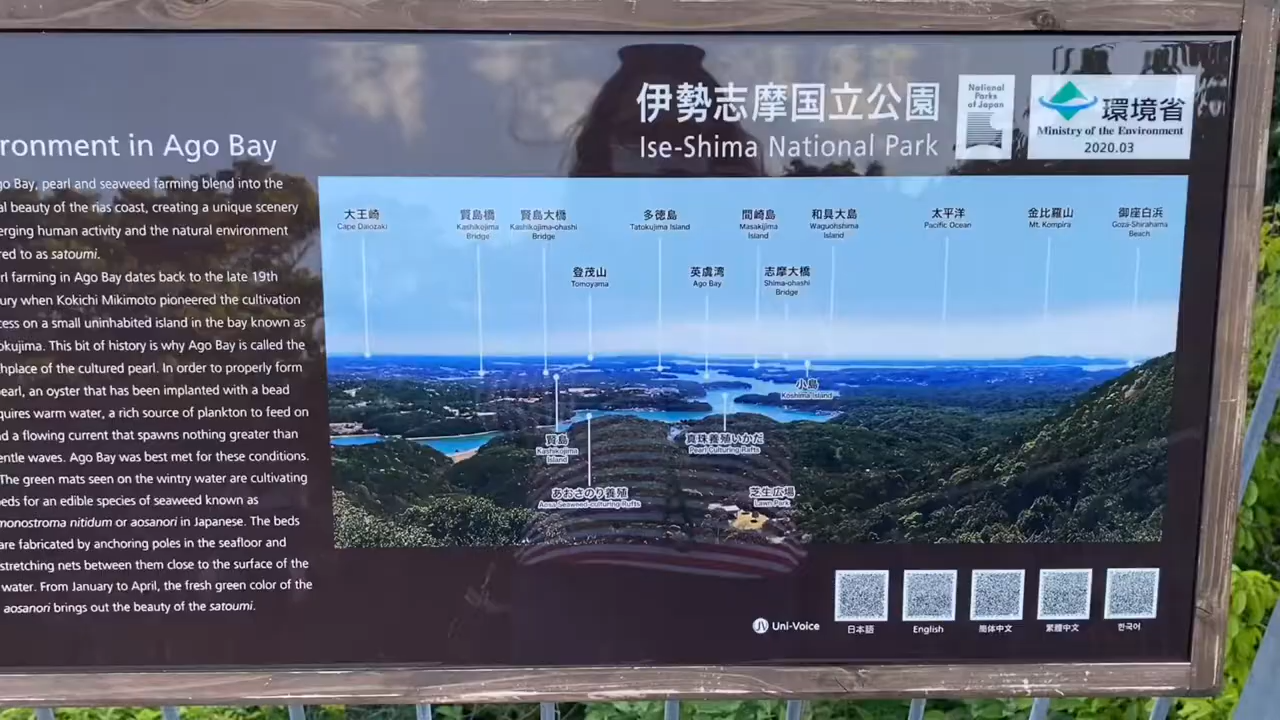 伊勢志摩国立公園
Ise-Shima National Park
National
Parks
of Japan
環境省
Ministry of the Environment
2020.03
ronment in Ago Bay
go Bay, pearl and seaweed farming blend into the
al beauty of the rias coast, creating a unique scenery
erging human activity and the natural environment
red to as satoumi.
rl farming in Ago Bay dates back to the late 19th
ury when Kokichi Mikimoto pioneered the cultivation
cess on a small uninhabited island in the bay known as
okujima. This bit of history is why Ago Bay is called the
hplace of the cultured pearl. In order to properly form
earl, an oyster that has been implanted with a bead
quires warm water, a rich source of plankton to feed on
d a flowing current that spawns nothing greater than
entle waves. Ago Bay was best met for these conditions.
The green mats seen on the wintry water are cultivating
eds for an edible species of seaweed known as
monostroma nitidum or aosanori in Japanese. The beds
are fabricated by anchoring poles in the seafloor and
stretching nets between them close to the surface of the
water. From January to April, the fresh green color of the
aosanori brings out the beauty of the satoumi.
大王崎
Cape Daiozaki
賢島橋
Kashikojima
Bridge
賢島大橋
Kashikojima-ohashi
Bridge
多徳島
Tatokujima Island
間崎島
Masakijima
Island
和具大島
Waguohshima
Island
太平洋
Pacific Ocean
金比羅山
Mt. Kompira
御座白浜
Goza-Shirahama
Beach
登茂山
Tomoyama
英虞湾
Ago Bay
志摩大橋
Shima-ohashi
Bridge
小島
Koshima Island
賢島
Kashikojima
Island
真珠養殖いかだ
Pearl Culturing Rafts
あおさのり養殖
Aosa-Seaweed-culturing Rufts
芝生広場
Lawn Park
Uni-Voice
日本語
English
简体中文
繁體中文
한국어